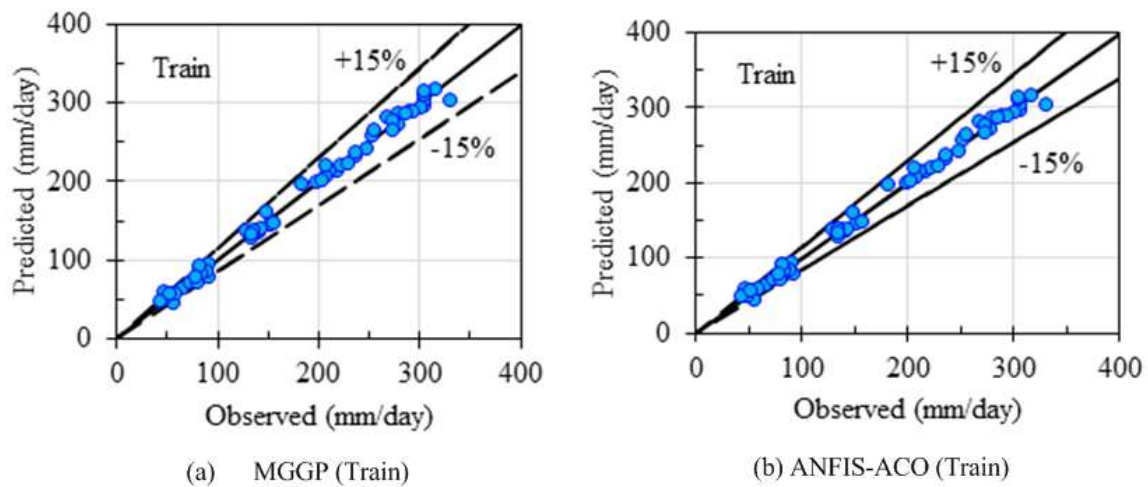 400
300
200
100
0
Predicted (mm/day)
Train
+15%
-15%
0 100 200 300 400
Observed (mm/day)
(a) MGGP (Train)
400
300
200
100
0
Predicted (mm/day)
Train
+15%
-15%
0 100 200 300 400
Observed (mm/day)
(b) ANFIS-ACO (Train)